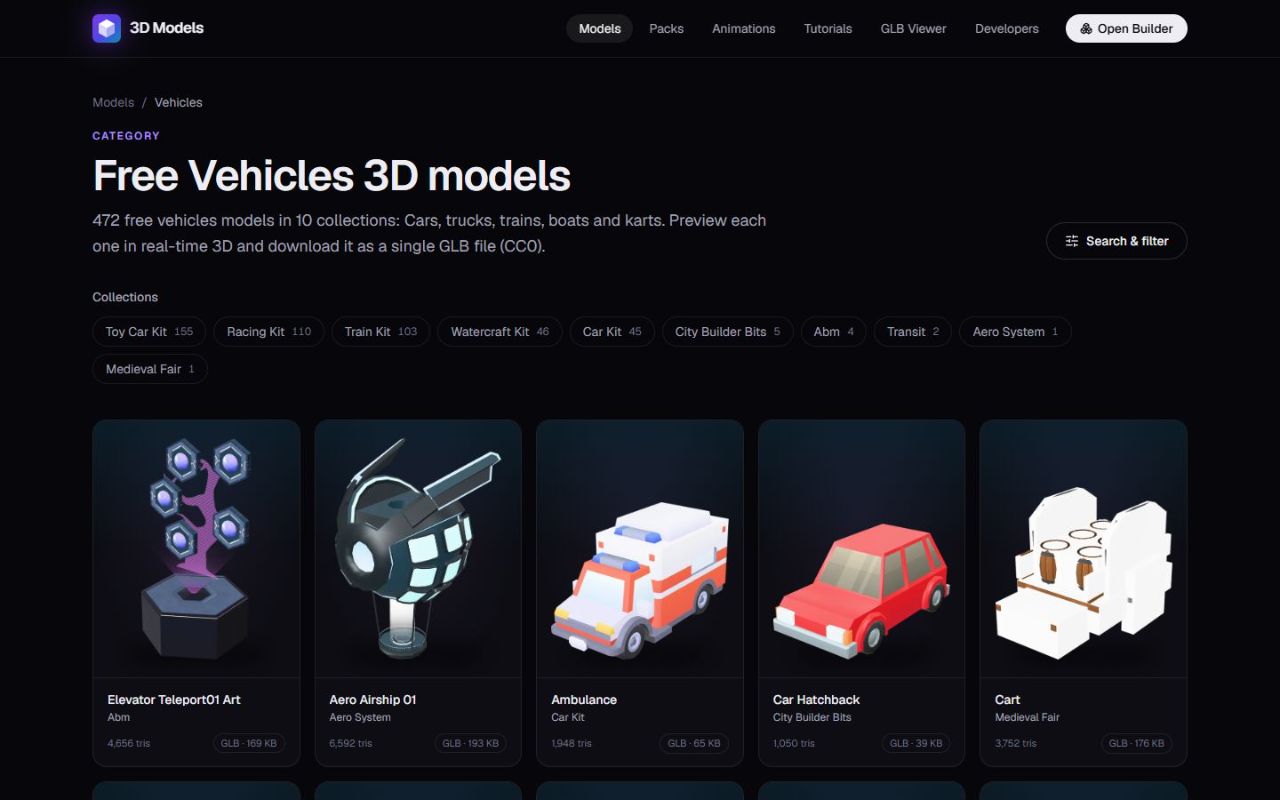 3D Models
Models
Packs
Animations
Tutorials
GLB Viewer
Developers
Open Builder
Models / Vehicles
CATEGORY
Free Vehicles 3D models
472 free vehicles models in 10 collections: Cars, trucks, trains, boats and karts. Preview each
one in real-time 3D and download it as a single GLB file (CC0).
Search & filter
Collections
Toy Car Kit 155
Racing Kit 110
Train Kit 103
Watercraft Kit 46
Car Kit 45
City Builder Bits 5
Abm 4
Transit 2
Aero System 1
Medieval Fair 1
Elevator Teleport01 Art
Abm
4,656 tris
GLB · 169 KB
Aero Airship 01
Aero System
6,592 tris
GLB · 193 KB
Ambulance
Car Kit
1,948 tris
GLB · 65 KB
Car Hatchback
City Builder Bits
1,050 tris
GLB · 39 KB
Cart
Medieval Fair
3,752 tris
GLB · 176 KB